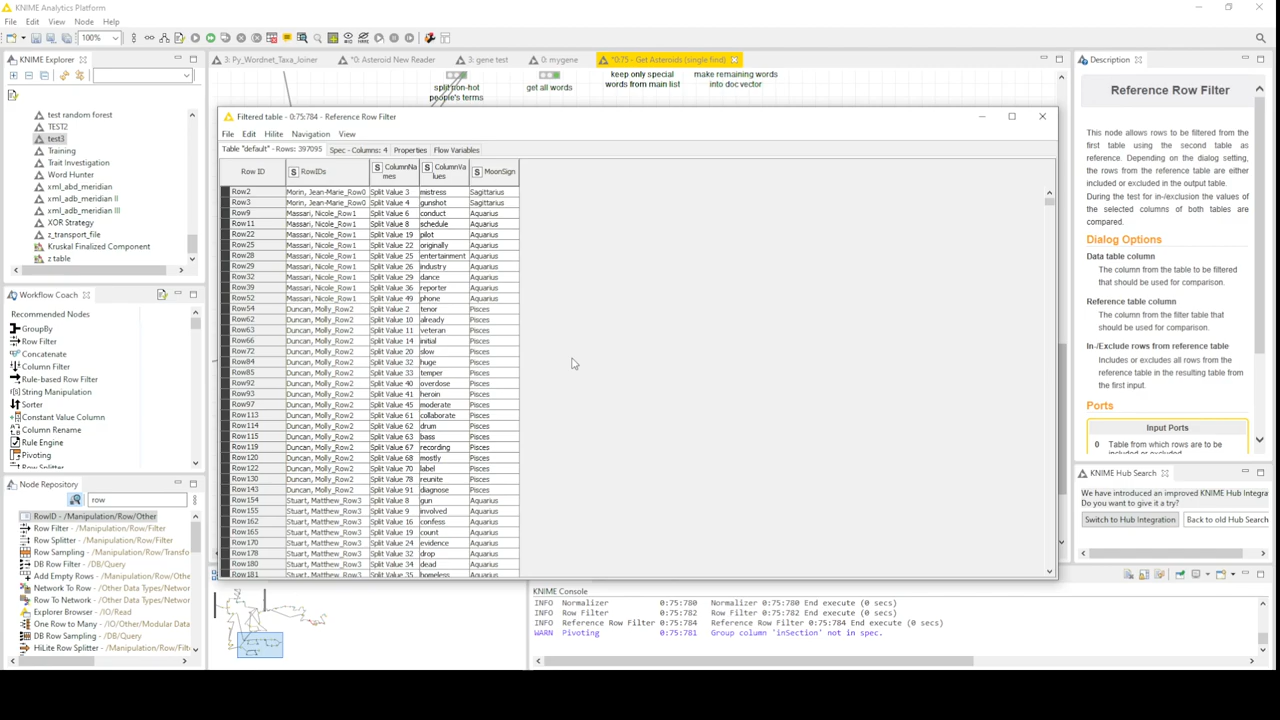 KNIME Analytics Platform
File Edit View Node Help
100%
KNIME Explorer
3: Py_Wordnet_Taxa_Joiner
*0: Asteroid New Reader
3: gene test
0: mygene
*0:75 - Get Asteroids (single find)
Description
test random forest
TEST2
test3
Training
Trait Investigation
Word Hunter
xml_abd_meridian
xml_adb_meridian II
xml_adb_meridian III
XOR Strategy
z_transport_file
Kruskal Finalized Component
z table
split non-hot
people's terms
get all words
keep only special
words from main list
make remaining words
into doc vector
Filtered table - 0:75:784 - Reference Row Filter
File Edit Hilite Navigation View
Table "default" - Rows: 397095 Spec - Columns: 4 Properties Flow Variables
Row ID S RowIDs S ColumnNa
mes S ColumnVa
lues S MoonSign
Row2 Morin, Jean-Marie_Row0 Split Value 3 mistress Sagittarius
Row3 Morin, Jean-Marie_Row0 Split Value 4 gunshot Sagittarius
Row9 Massari, Nicole_Row1 Split Value 6 conduct Aquarius
Row11 Massari, Nicole_Row1 Split Value 8 schedule Aquarius
Row22 Massari, Nicole_Row1 Split Value 19 pilot Aquarius
Row25 Massari, Nicole_Row1 Split Value 22 originally Aquarius
Row28 Massari, Nicole_Row1 Split Value 25 entertainment Aquarius
Row29 Massari, Nicole_Row1 Split Value 26 industry Aquarius
Row32 Massari, Nicole_Row1 Split Value 29 dance Aquarius
Row39 Massari, Nicole_Row1 Split Value 36 reporter Aquarius
Row52 Massari, Nicole_Row1 Split Value 49 phone Aquarius
Row54 Duncan, Molly_Row2 Split Value 2 tenor Pisces
Row62 Duncan, Molly_Row2 Split Value 10 already Pisces
Row63 Duncan, Molly_Row2 Split Value 11 veteran Pisces
Row66 Duncan, Molly_Row2 Split Value 14 initial Pisces
Row72 Duncan, Molly_Row2 Split Value 20 slow Pisces
Row84 Duncan, Molly_Row2 Split Value 32 huge Pisces
Row85 Duncan, Molly_Row2 Split Value 33 temper Pisces
Row92 Duncan, Molly_Row2 Split Value 40 overdose Pisces
Row93 Duncan, Molly_Row2 Split Value 41 heroin Pisces
Row97 Duncan, Molly_Row2 Split Value 45 moderate Pisces
Row113 Duncan, Molly_Row2 Split Value 61 collaborate Pisces
Row114 Duncan, Molly_Row2 Split Value 62 drum Pisces
Row115 Duncan, Molly_Row2 Split Value 63 bass Pisces
Row119 Duncan, Molly_Row2 Split Value 67 recording Pisces
Row120 Duncan, Molly_Row2 Split Value 68 mostly Pisces
Row122 Duncan, Molly_Row2 Split Value 70 label Pisces
Row130 Duncan, Molly_Row2 Split Value 78 reunite Pisces
Row143 Duncan, Molly_Row2 Split Value 91 diagnose Pisces
Row154 Stuart, Matthew_Row3 Split Value 8 gun Aquarius
Row155 Stuart, Matthew_Row3 Split Value 9 involved Aquarius
Row162 Stuart, Matthew_Row3 Split Value 16 confess Aquarius
Row165 Stuart, Matthew_Row3 Split Value 19 count Aquarius
Row170 Stuart, Matthew_Row3 Split Value 24 evidence Aquarius
Row178 Stuart, Matthew_Row3 Split Value 32 drop Aquarius
Row180 Stuart, Matthew_Row3 Split Value 34 dead Aquarius
Row181 Stuart, Matthew_Row3 Split Value 35 homeless Aquarius
Reference Row Filter
This node allows rows to be filtered from the
first table using the second table as
reference. Depending on the dialog setting,
the rows from the reference table are either
included or excluded in the output table.
During the test for in-/exclusion the values of
the selected columns of both tables are
compared.
Dialog Options
Data table column
The column from the table to be filtered
that should be used for comparison.
Reference table column
The column from the filter table that
should be used for comparison.
In-/Exclude rows from reference table
Includes or excludes all rows from the
reference table in the resulting table from
the first input.
Ports
Input Ports
0 Table from which rows are to be
included or excluded
Workflow Coach
Recommended Nodes
GroupBy
Row Filter
Concatenate
Column Filter
Rule-based Row Filter
String Manipulation
Sorter
Constant Value Column
Column Rename
Rule Engine
Pivoting
Row Splitter
Node Repository
row
RowID - /Manipulation/Row/Other
Row Filter - /Manipulation/Row/Filter
Row Splitter - /Manipulation/Row/Filter
Row Sampling - /Manipulation/Row/Transfo
DB Row Filter - /DB/Query
Add Empty Rows - /Manipulation/Row/Othe
Network To Row - /Other Data Types/Networ
Row To Network - /Other Data Types/Networ
Explorer Browser - /IO/Read
One Row to Many - /IO/Other/Modular Data
DB Row Sampling - /DB/Query
HiLite Row Splitter - /Manipulation/Row/Filte
KNIME Hub Search
We have introduced an improved KNIME Hub Integra
Do you want to give it a try?
Switch to Hub Integration
Back to old Hub Search
KNIME Console
INFO Normalizer 0:75:780 Normalizer 0:75:780 End execute (0 secs)
INFO Row Filter 0:75:782 Row Filter 0:75:782 End execute (0 secs)
INFO Reference Row Filter 0:75:784 Reference Row Filter 0:75:784 End execute (0 secs)
WARN Pivoting 0:75:781 Group column 'inSection' not in spec.